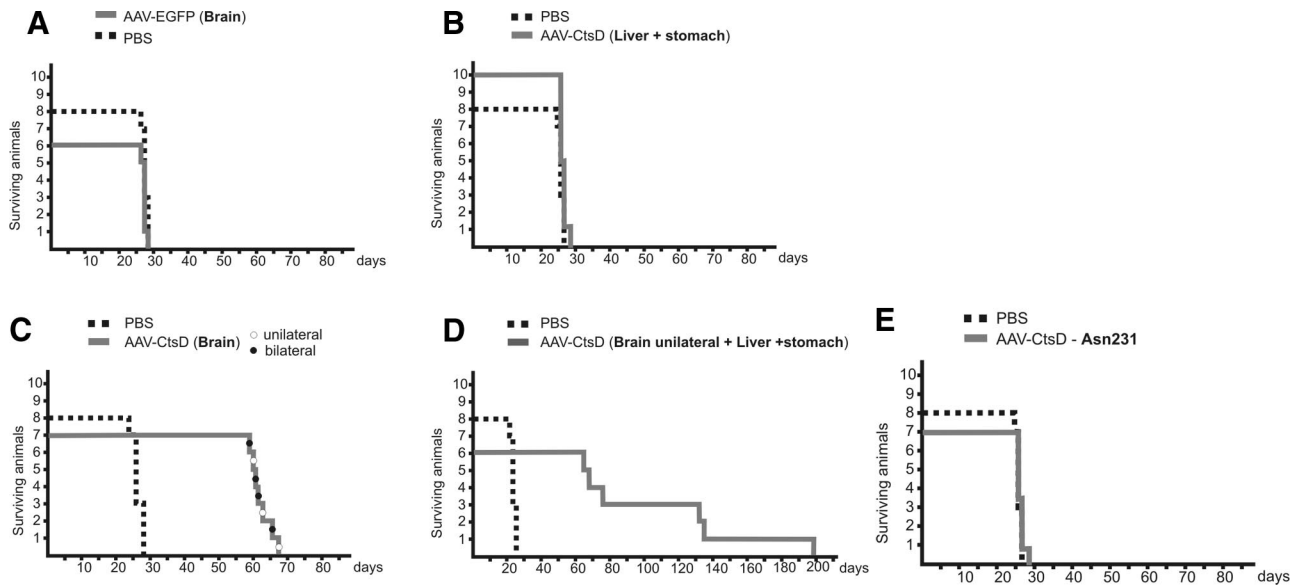 A
AAV-EGFP (Brain)
PBS
Surviving animals
10
9
8
7
6
5
4
3
2
1
10 20 30 40 50 60 70 80 days
B
PBS
AAV-CtsD (Liver + stomach)
Surviving animals
10
9
8
7
6
5
4
3
2
1
10 20 30 40 50 60 70 80 days
C
PBS
AAV-CtsD (Brain)
unilateral
bilateral
Surviving animals
10
9
8
7
6
5
4
3
2
1
10 20 30 40 50 60 70 80 days
D
PBS
AAV-CtsD (Brain unilateral + Liver +stomach)
Surviving animals
10
9
8
7
6
5
4
3
2
1
20 40 60 80 100 120 140 160 180 200 days
E
PBS
AAV-CtsD - Asn231
Surviving animals
10
9
8
7
6
5
4
3
2
1
10 20 30 40 50 60 70 80 days